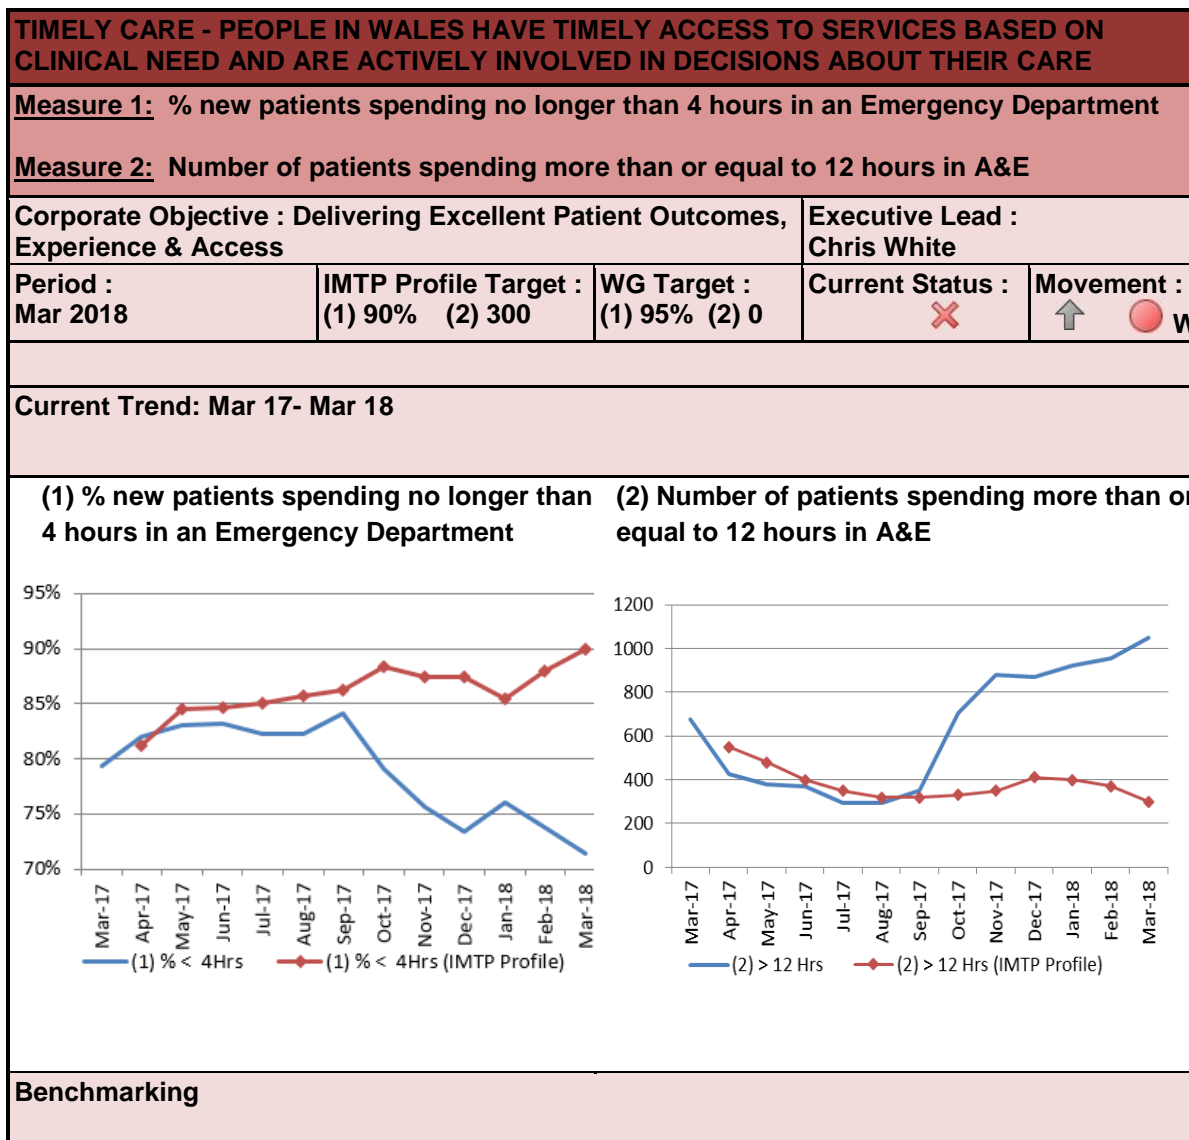 TIMELY CARE - PEOPLE IN WALES HAVE TIMELY ACCESS TO SERVICES BASED ON
CLINICAL NEED AND ARE ACTIVELY INVOLVED IN DECISIONS ABOUT THEIR CARE
Measure 1: % new patients spending no longer than 4 hours in an Emergency Department
Measure 2: Number of patients spending more than or equal to 12 hours in A&E
Corporate Objective : Delivering Excellent Patient Outcomes,
Experience & Access
Executive Lead :
Chris White
Period :
Mar 2018
IMTP Profile Target :
(1) 90% (2) 300
WG Target :
(1) 95% (2) 0
Current Status :
Movement :
W
Current Trend: Mar 17- Mar 18
(1) % new patients spending no longer than
4 hours in an Emergency Department
95%
90%
85%
80%
75%
70%
Mar-17
Apr-17
May-17
Jun-17
Jul-17
Aug-17
Sep-17
Oct-17
Nov-17
Dec-17
Jan-18
Feb-18
Mar-18
(1) % < 4Hrs
(1) % < 4Hrs (IMTP Profile)
(2) Number of patients spending more than or
equal to 12 hours in A&E
1200
1000
800
600
400
200
0
Mar-17
Apr-17
May-17
Jun-17
Jul-17
Aug-17
Sep-17
Oct-17
Nov-17
Dec-17
Jan-18
Feb-18
Mar-18
(2) > 12 Hrs
(2) > 12 Hrs (IMTP Profile)
Benchmarking